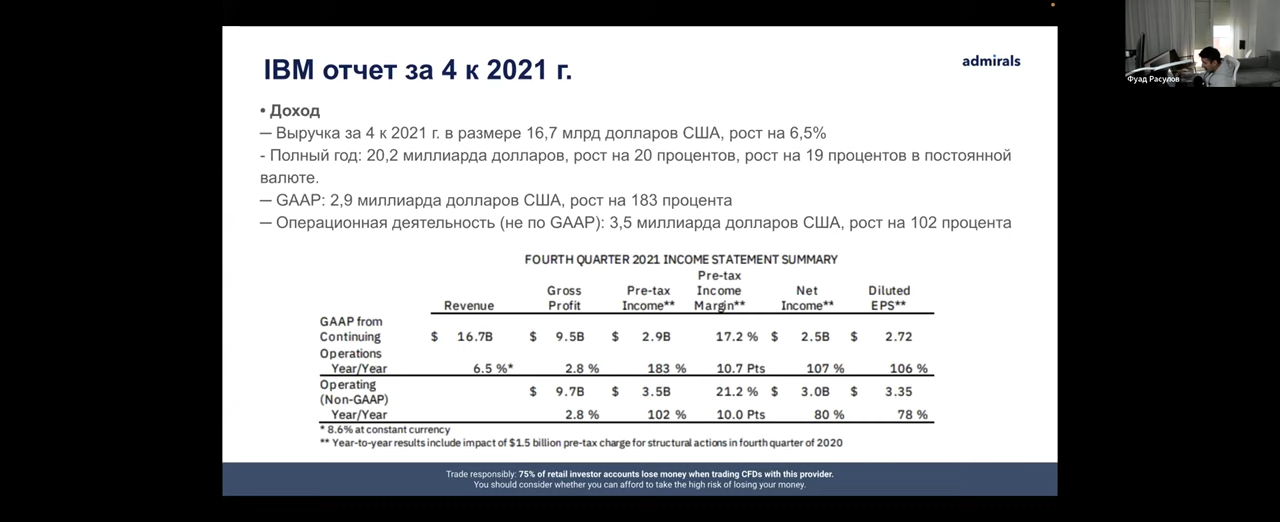 IBM отчет за 4 к 2021 г.
admirals
Фуад Расулов
• Доход
— Выручка за 4 к 2021 г. в размере 16,7 млрд долларов США, рост на 6,5%
- Полный год: 20,2 миллиарда долларов, рост на 20 процентов, рост на 19 процентов в постоянной
валюте.
— GAAP: 2,9 миллиарда долларов США, рост на 183 процента
— Операционная деятельность (не по GAAP): 3,5 миллиарда долларов США, рост на 102 процента
FOURTH QUARTER 2021 INCOME STATEMENT SUMMARY
Revenue Gross Profit Pre-tax Income** Pre-tax Income Margin** Net Income** Diluted EPS**
GAAP from
Continuing $ 16.7B $ 9.5B $ 2.9B 17.2 % $ 2.5B $ 2.72
Operations
Year/Year 6.5 %* 2.8 % 183 % 10.7 Pts 107 % 106 %
Operating
(Non-GAAP) $ 9.7B $ 3.5B 21.2 % $ 3.0B $ 3.35
Year/Year 2.8 % 102 % 10.0 Pts 80 % 78 %
* 8.6% at constant currency
** Year-to-year results include impact of $1.5 billion pre-tax charge for structural actions in fourth quarter of 2020
Trade responsibly: 75% of retail investor accounts lose money when trading CFDs with this provider.
You should consider whether you can afford to take the high risk of losing your money.